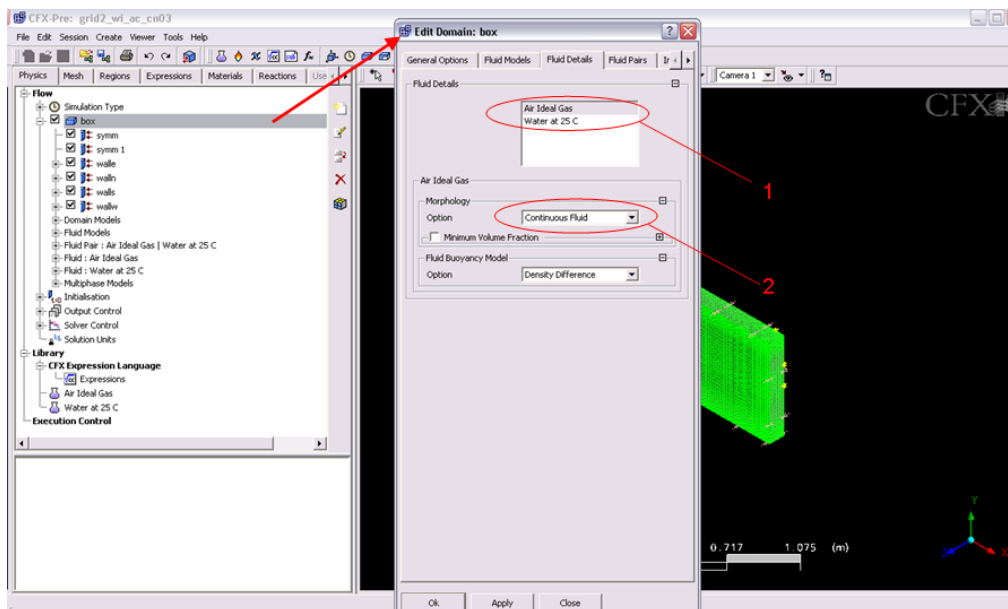 CFX-Pre: grid2_wi_ac_cn03
File Edit Session Create Viewer Tools Help
Physics Mesh Regions Expressions Materials Reactions Use
Flow
Simulation Type
box
symm
symm 1
walle
walln
walls
wallw
Domain Models
Fluid Models
Fluid Pair : Air Ideal Gas | Water at 25 C
Fluid : Air Ideal Gas
Fluid : Water at 25 C
Multiphase Models
Initialisation
Output Control
Solver Control
Solution Units
Library
CFX Expression Language
Expressions
Air Ideal Gas
Water at 25 C
Execution Control
Edit Domain: box
General Options Fluid Models Fluid Details Fluid Pairs
Fluid Details
Air Ideal Gas
Water at 25 C
Air Ideal Gas
Morphology
Option Continuous Fluid
Minimum Volume Fraction
Fluid Buoyancy Model
Option Density Difference
Ok Apply Close
1
2
Camera 1
CFX
0.717 1.075 (m)
Y
Z X